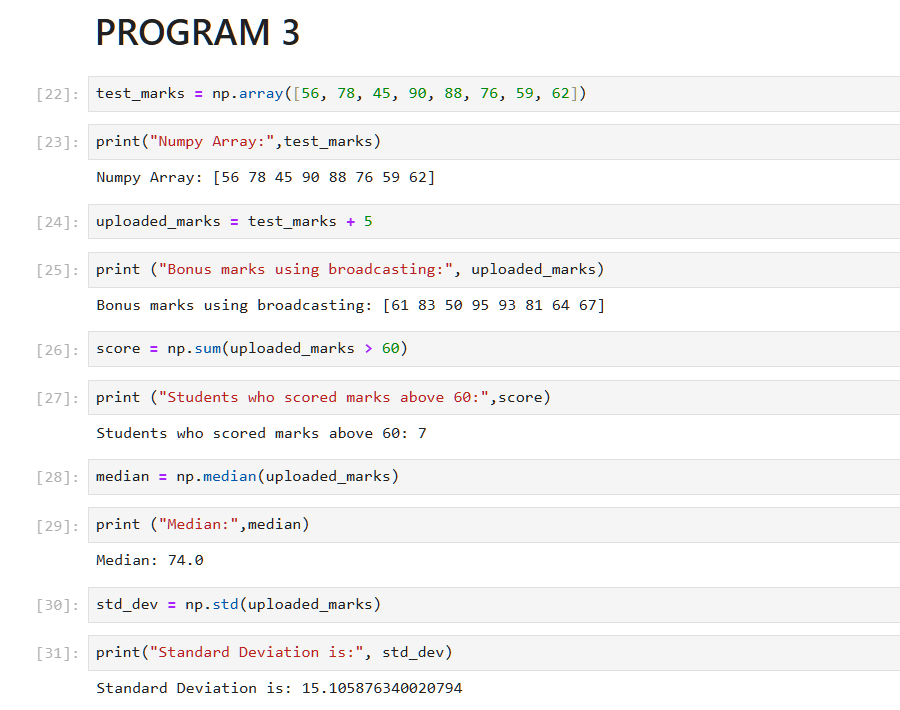 PROGRAM 3
[22]: test_marks = np.array([56, 78, 45, 90, 88, 76, 59, 62])
[23]: print("Numpy Array:",test_marks)
Numpy Array: [56 78 45 90 88 76 59 62]
[24]: uploaded_marks = test_marks + 5
[25]: print ("Bonus marks using broadcasting:", uploaded_marks)
Bonus marks using broadcasting: [61 83 50 95 93 81 64 67]
[26]: score = np.sum(uploaded_marks > 60)
[27]: print ("Students who scored marks above 60:",score)
Students who scored marks above 60: 7
[28]: median = np.median(uploaded_marks)
[29]: print ("Median:",median)
Median: 74.0
[30]: std_dev = np.std(uploaded_marks)
[31]: print("Standard Deviation is:", std_dev)
Standard Deviation is: 15.105876340020794